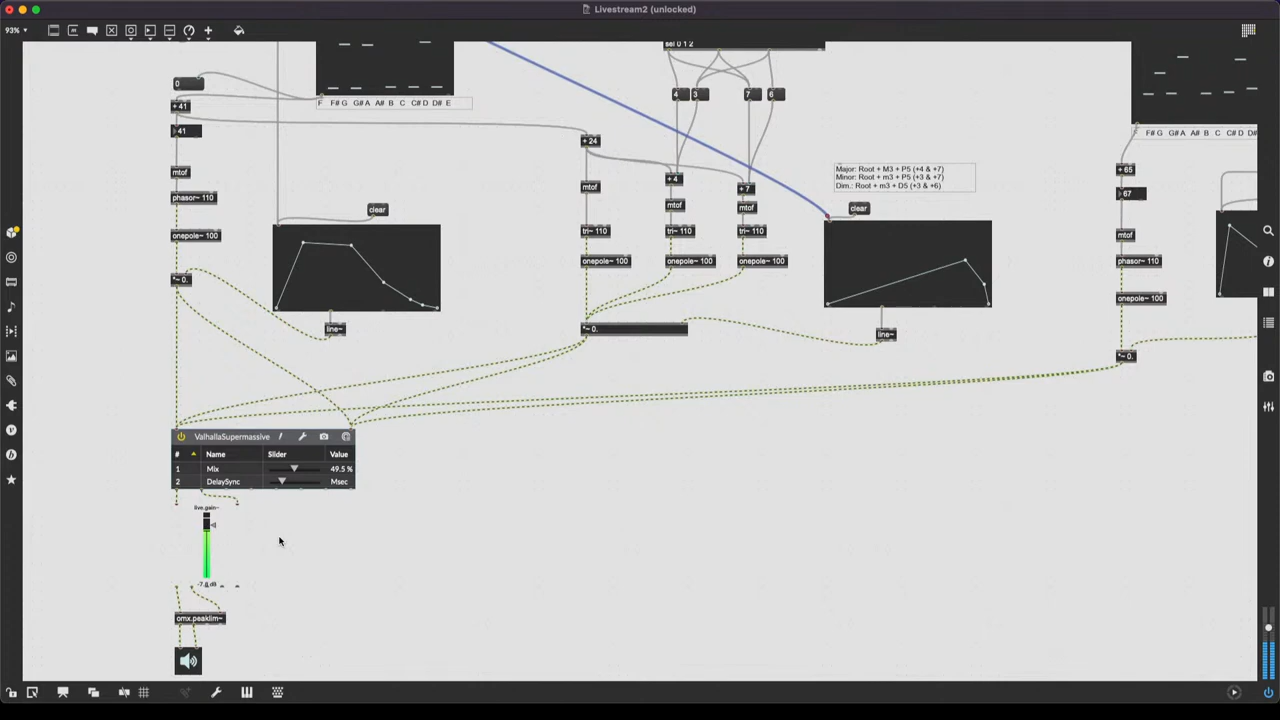 Livestream2 (unlocked)
93%
sel 0 1 2
0
F F# G G# A A# B C C# D D# E
+ 41
41
4
3
7
6
+ 24
F# G G# A A# B C C# D D#
mtof
phasor~ 110
onepole~ 100
*~ 0.
clear
line~
mtof
tri~ 110
onepole~ 100
+ 4
mtof
tri~ 110
onepole~ 100
+ 7
mtof
tri~ 110
onepole~ 100
*~ 0.
Major: Root + M3 + P5 (+4 & +7)
Minor: Root + m3 + P5 (+3 & +7)
Dim.: Root + m3 + D5 (+3 & +6)
clear
line~
+ 65
67
mtof
phasor~ 110
onepole~ 100
*~ 0.
ValhallaSupermassive
# Name Slider Value
1 Mix 49.5 %
2 DelaySync Msec
live.gain~
omx.peaklim~